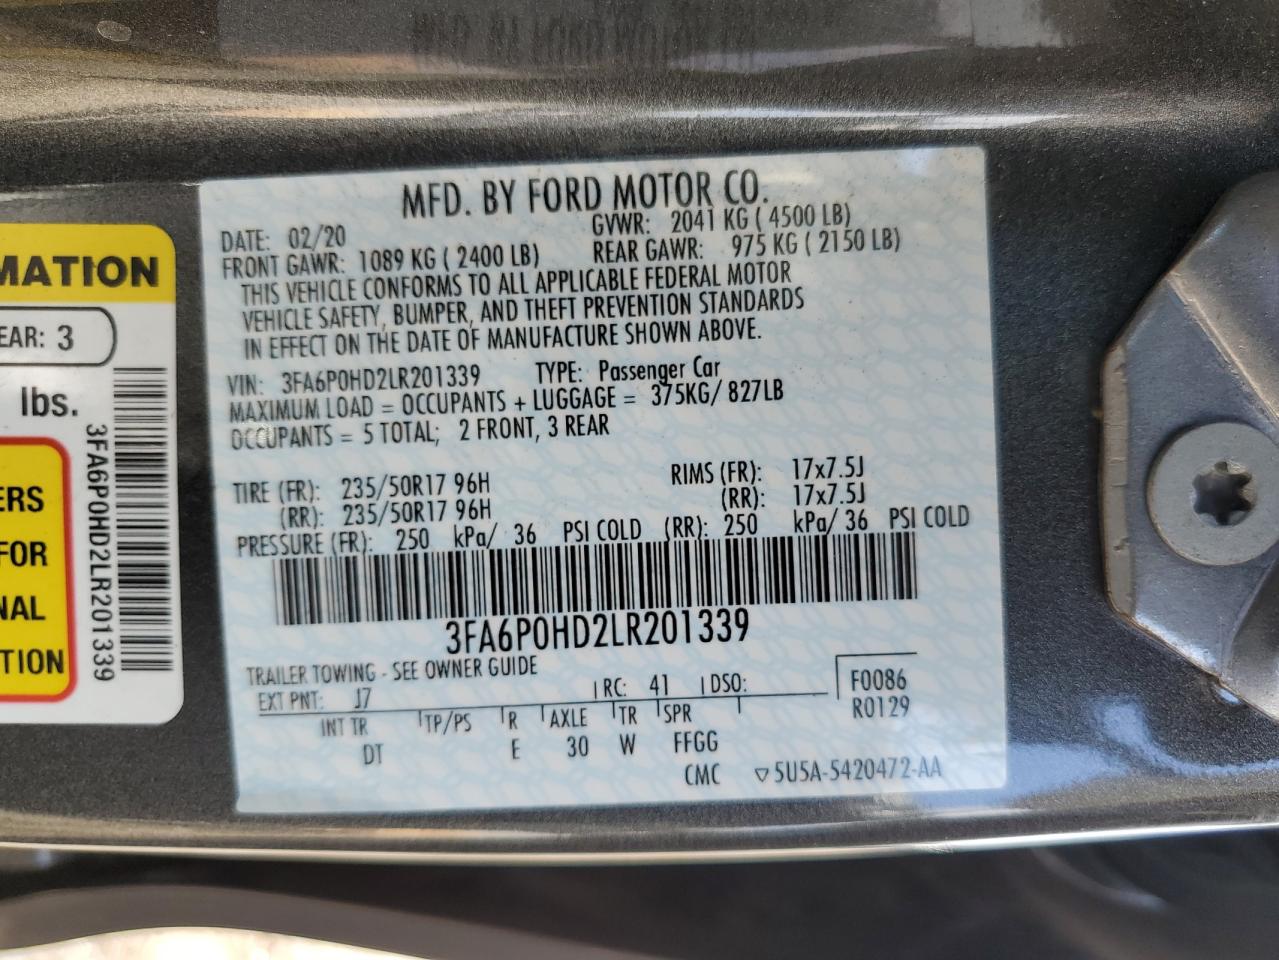 MFD. BY FORD MOTOR CO.
DATE: 02/20 GVWR: 2041 KG ( 4500 LB)
FRONT GAWR: 1089 KG ( 2400 LB) REAR GAWR: 975 KG ( 2150 LB)
THIS VEHICLE CONFORMS TO ALL APPLICABLE FEDERAL MOTOR
VEHICLE SAFETY, BUMPER, AND THEFT PREVENTION STANDARDS
IN EFFECT ON THE DATE OF MANUFACTURE SHOWN ABOVE.
VIN: 3FA6P0HD2LR201339 TYPE: Passenger Car
MAXIMUM LOAD = OCCUPANTS + LUGGAGE = 375KG/ 827LB
OCCUPANTS = 5 TOTAL; 2 FRONT, 3 REAR
TIRE (FR): 235/50R17 96H RIMS (FR): 17x7.5J
(RR): 235/50R17 96H (RR): 17x7.5J
PRESSURE (FR): 250 kPa/ 36 PSI COLD (RR): 250 kPa/ 36 PSI COLD
3FA6P0HD2LR201339
TRAILER TOWING - SEE OWNER GUIDE
EXT PNT: J7 RC: 41 DSO: F0086
R0129
INT TR TP/PS R AXLE TR SPR
DT E 30 W FFGG
CMC ▽5U5A-5420472-AA
MATION
EAR: 3
lbs.
3FA6P0HD2LR201339
ERS
FOR
NAL
TION